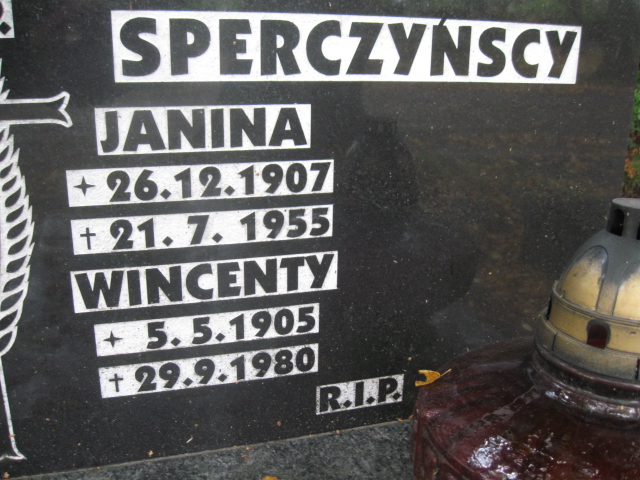 SPERCZYŃSCY
JANINA
26.12.1907
✝ 21. 7. 1955
WINCENTY
5.5.1905
✝ 29.9.1980
R.I.P.